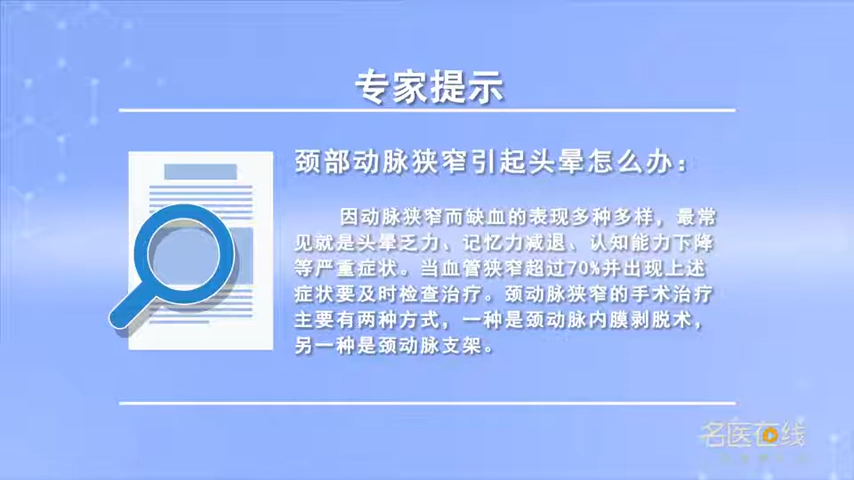 专家提示
颈部动脉狭窄引起头晕怎么办：
因动脉狭窄而缺血的表现多种多样，最常
见就是头晕乏力、记忆力减退、认知能力下降
等严重症状。当血管狭窄超过70%并出现上述
症状要及时检查治疗。颈动脉狭窄的手术治疗
主要有两种方式，一种是颈动脉内膜剥脱术，
另一种是颈动脉支架。
名医在线